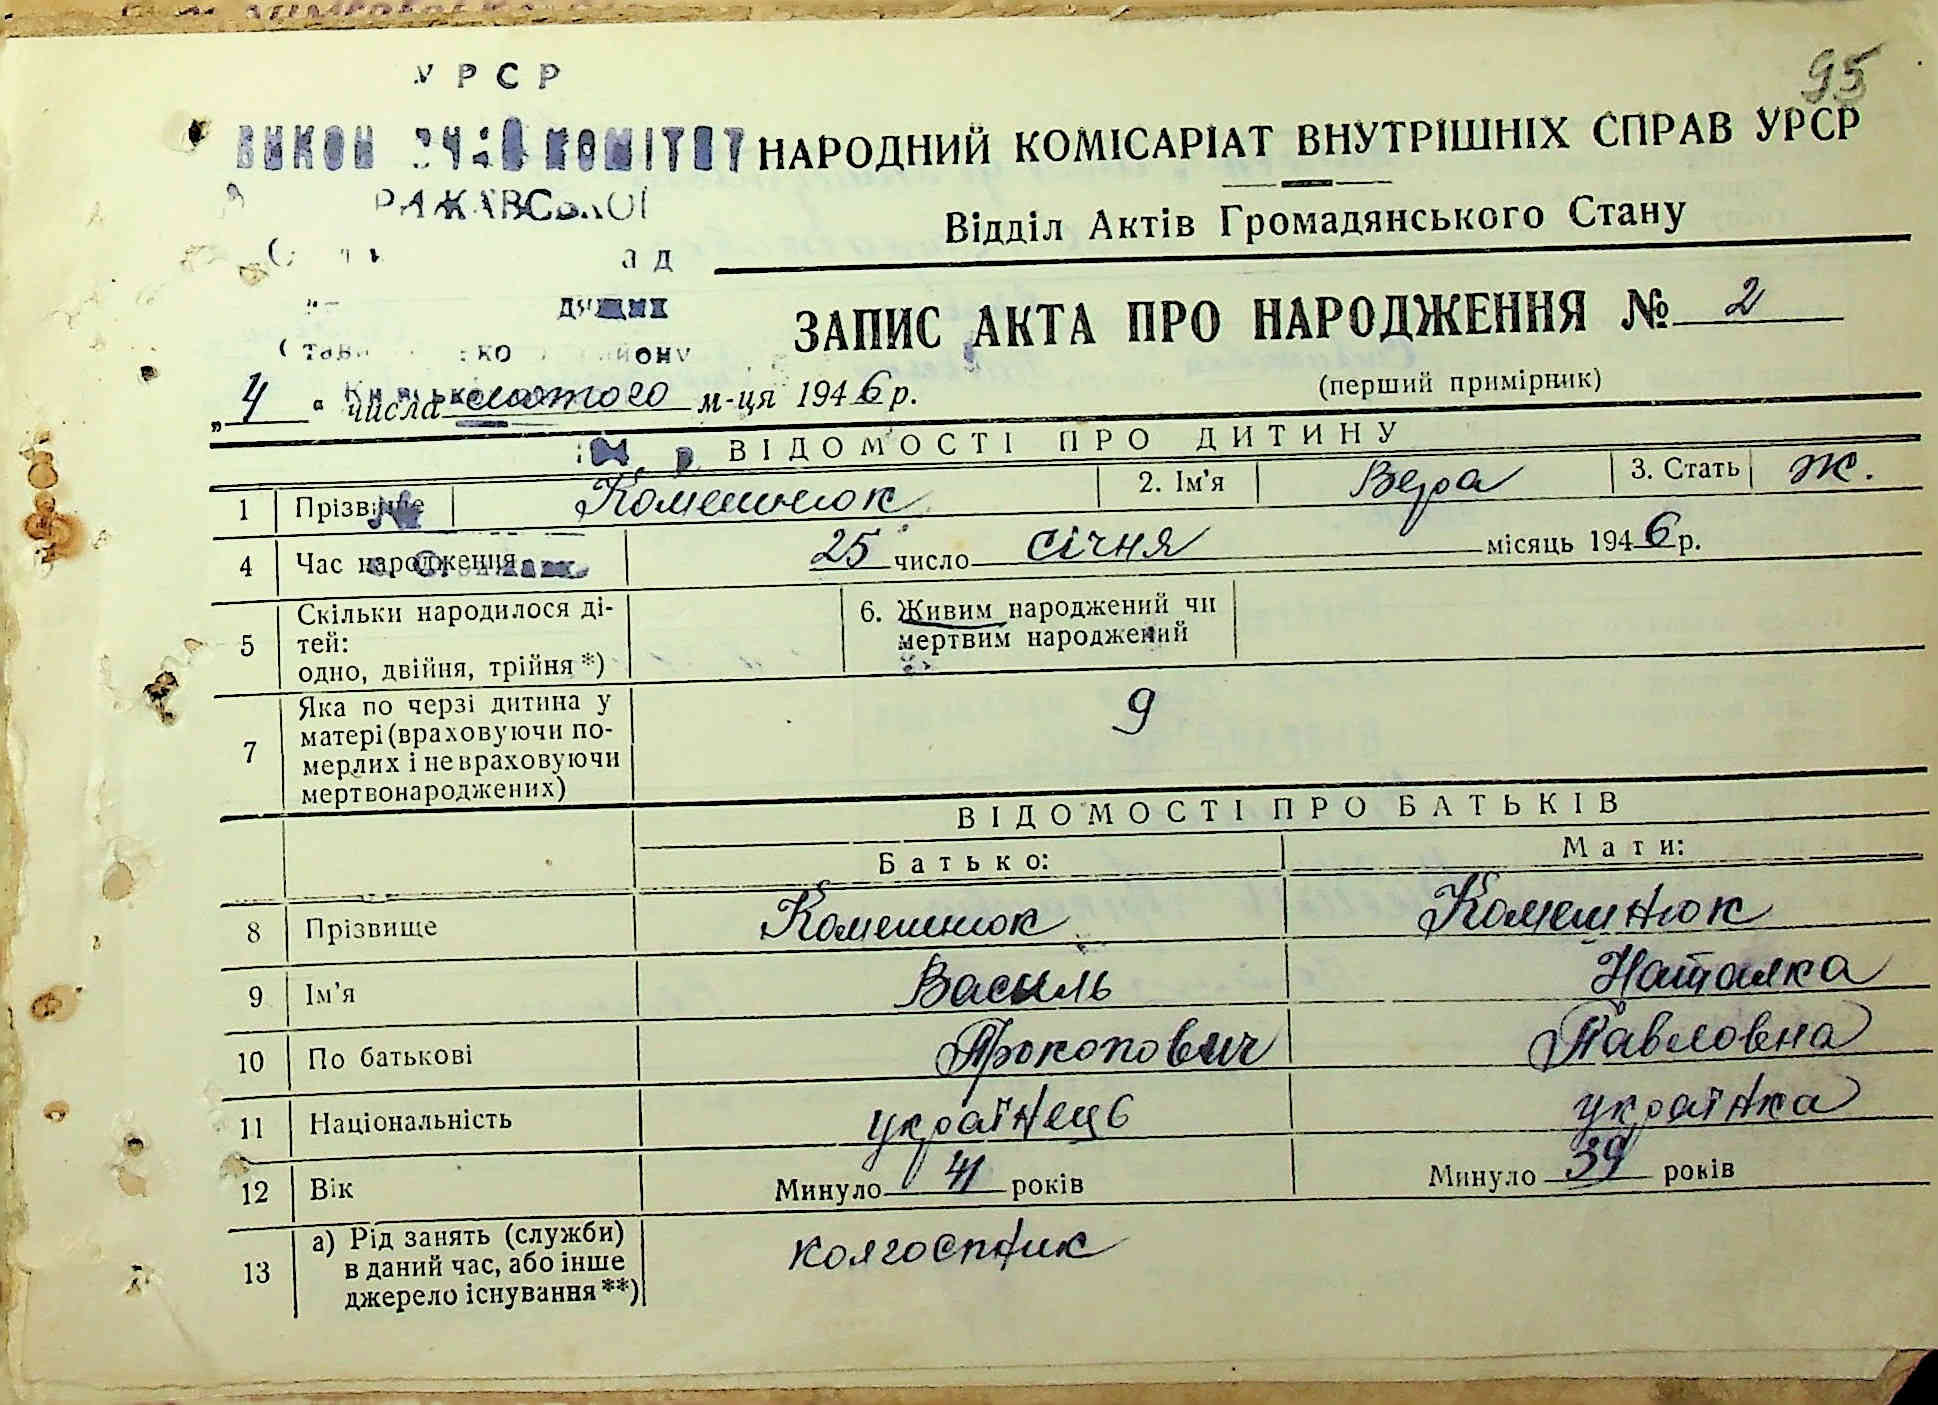 95
УРСР
НАРОДНИЙ КОМІСАРІАТ ВНУТРІШНІХ СПРАВ УРСР
Відділ Актів Громадянського Стану
ЗАПИС АКТА ПРО НАРОДЖЕННЯ № 2
(перший примірник)
„4“ числа лютого м-ця 1946 р.
ВІДОМОСТІ ПРО ДИТИНУ
1 Прізвище Комешнюк 2. Ім'я Вера 3. Стать ж.
4 Час народження 25 число січня місяць 1946 р.
5 Скільки народилося ді-
тей:
одно, двійня, трійня *)
6. Живим народжений чи
мертвим народжений
7 Яка по черзі дитина у
матері (враховуючи по-
мерлих і не враховуючи
мертвонароджених)
9
ВІДОМОСТІ ПРО БАТЬКІВ
Батько: Мати:
8 Прізвище Комешнюк Комешнюк
9 Ім'я Василь Наталка
10 По батькові Прокопович Павловна
11 Національність українець українка
12 Вік Минуло 41 років Минуло 39 років
13 а) Рід занять (служби)
в даний час, або інше
джерело існування **)
колгоспник